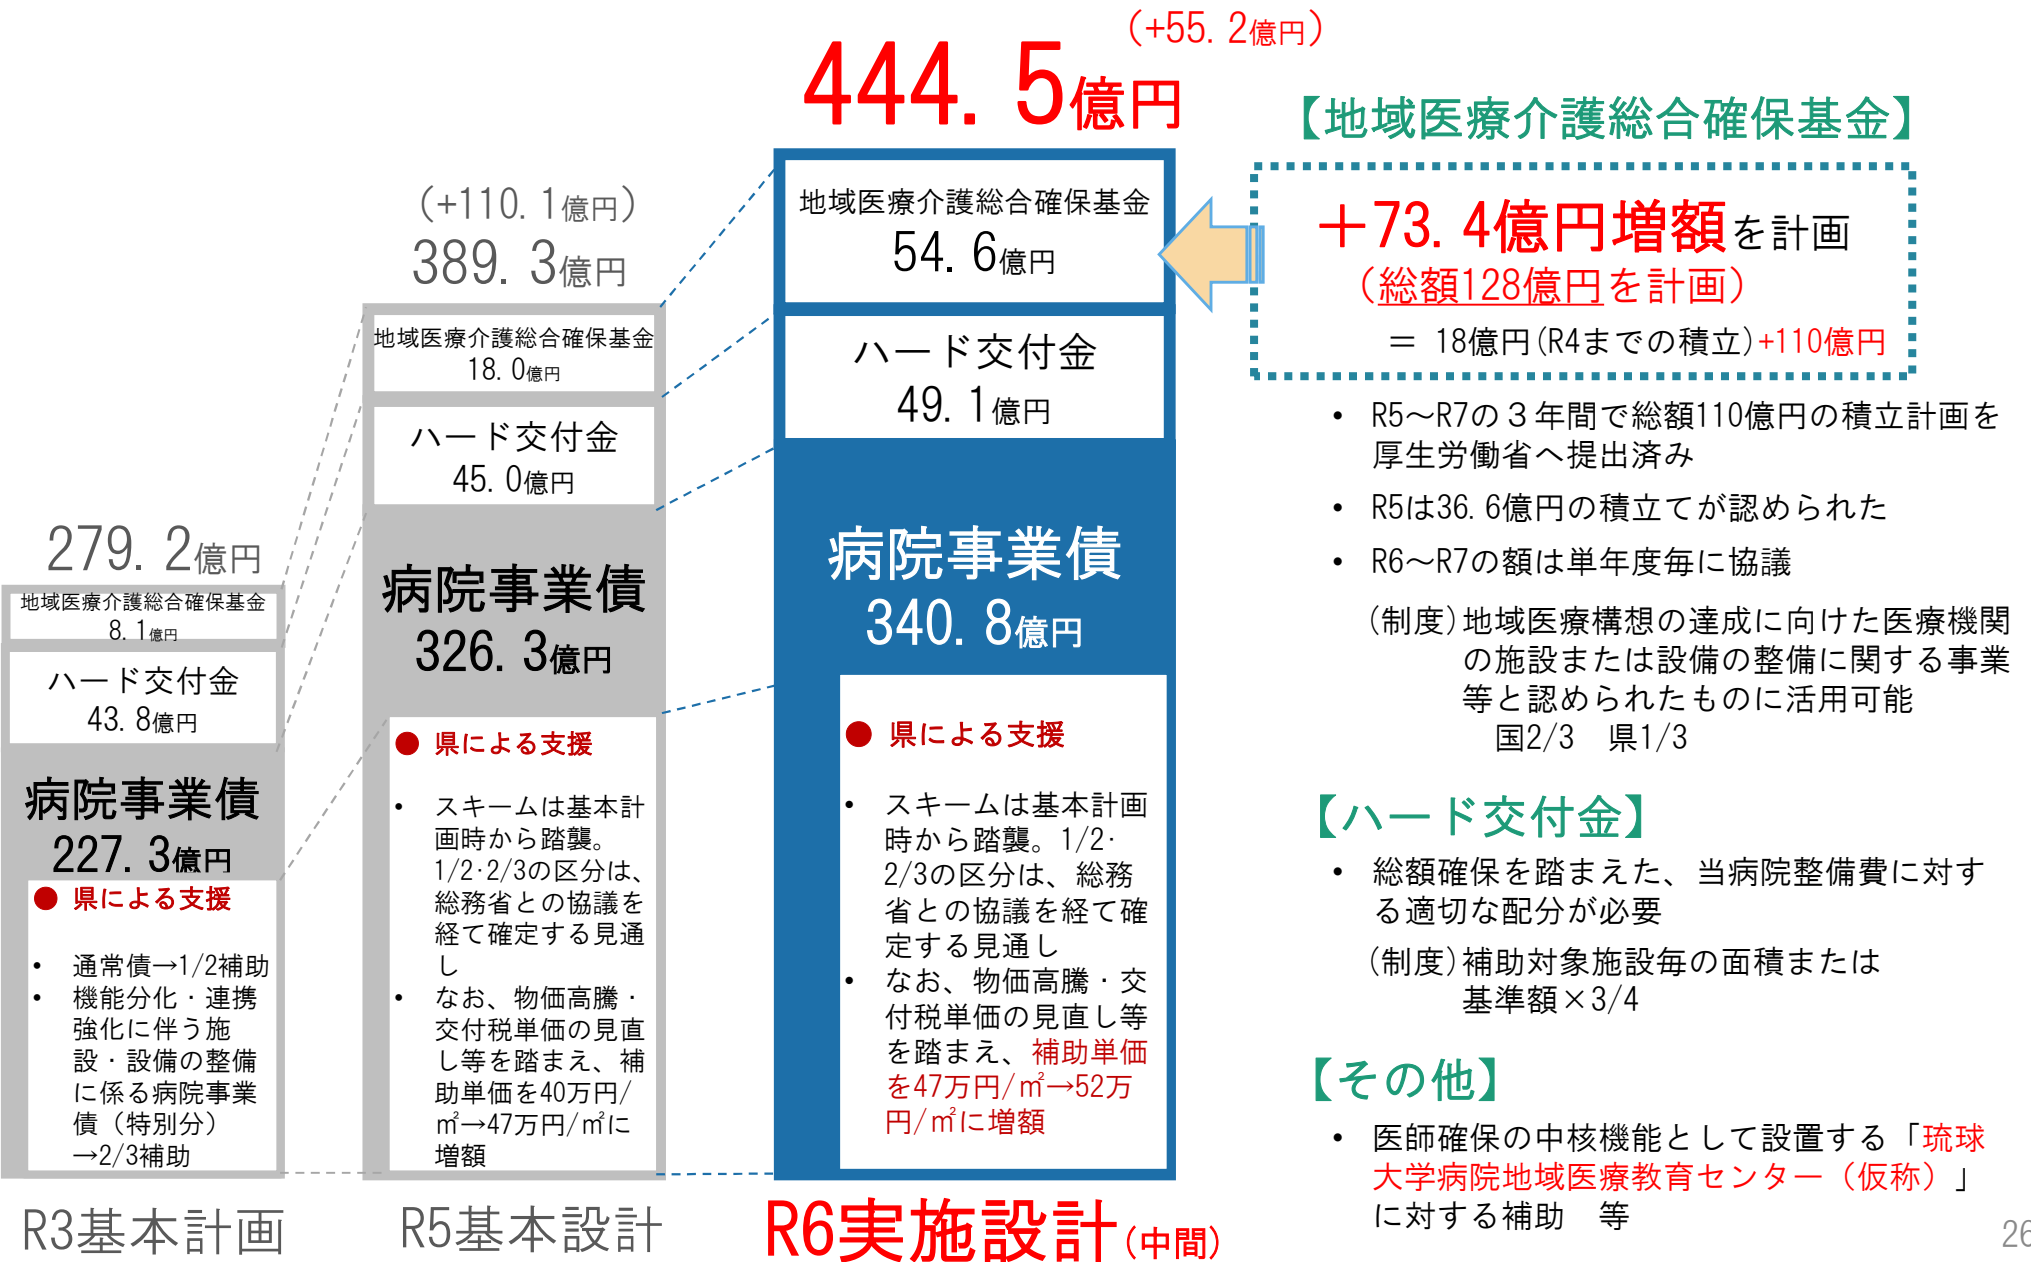 279.2億円
地域医療介護総合確保基金
8.1億円
ハード交付金
43.8億円
病院事業債
227.3億円
● 県による支援
• 通常債→1/2補助
• 機能分化・連携
強化に伴う施
設・設備の整備
に係る病院事業
債（特別分）
→2/3補助
R3基本計画
（+110.1億円）
389.3億円
地域医療介護総合確保基金
18.0億円
ハード交付金
45.0億円
病院事業債
326.3億円
● 県による支援
• スキームは基本計
画時から踏襲。
1/2･2/3の区分は、
総務省との協議を
経て確定する見通
し
• なお、物価高騰・
交付税単価の見直
し等を踏まえ、補
助単価を40万円/
㎡→47万円/㎡に
増額
R5基本設計
（+55.2億円）
444.5億円
地域医療介護総合確保基金
54.6億円
ハード交付金
49.1億円
病院事業債
340.8億円
● 県による支援
• スキームは基本計画
時から踏襲。1/2･
2/3の区分は、総務
省との協議を経て確
定する見通し
• なお、物価高騰・交
付税単価の見直し等
を踏まえ、補助単価
を47万円/㎡→52万
円/㎡に増額
R6実施設計(中間)
【地域医療介護総合確保基金】
＋73.4億円増額を計画
（総額128億円を計画）
＝ 18億円(R4までの積立)+110億円
• R5～R7の３年間で総額110億円の積立計画を
厚生労働省へ提出済み
• R5は36.6億円の積立てが認められた
• R6～R7の額は単年度毎に協議
(制度)地域医療構想の達成に向けた医療機関
の施設または設備の整備に関する事業
等と認められたものに活用可能
国2/3　県1/3
【ハード交付金】
• 総額確保を踏まえた、当病院整備費に対す
る適切な配分が必要
(制度)補助対象施設毎の面積または
基準額×3/4
【その他】
• 医師確保の中核機能として設置する「琉球
大学病院地域医療教育センター（仮称）」
に対する補助　等
26